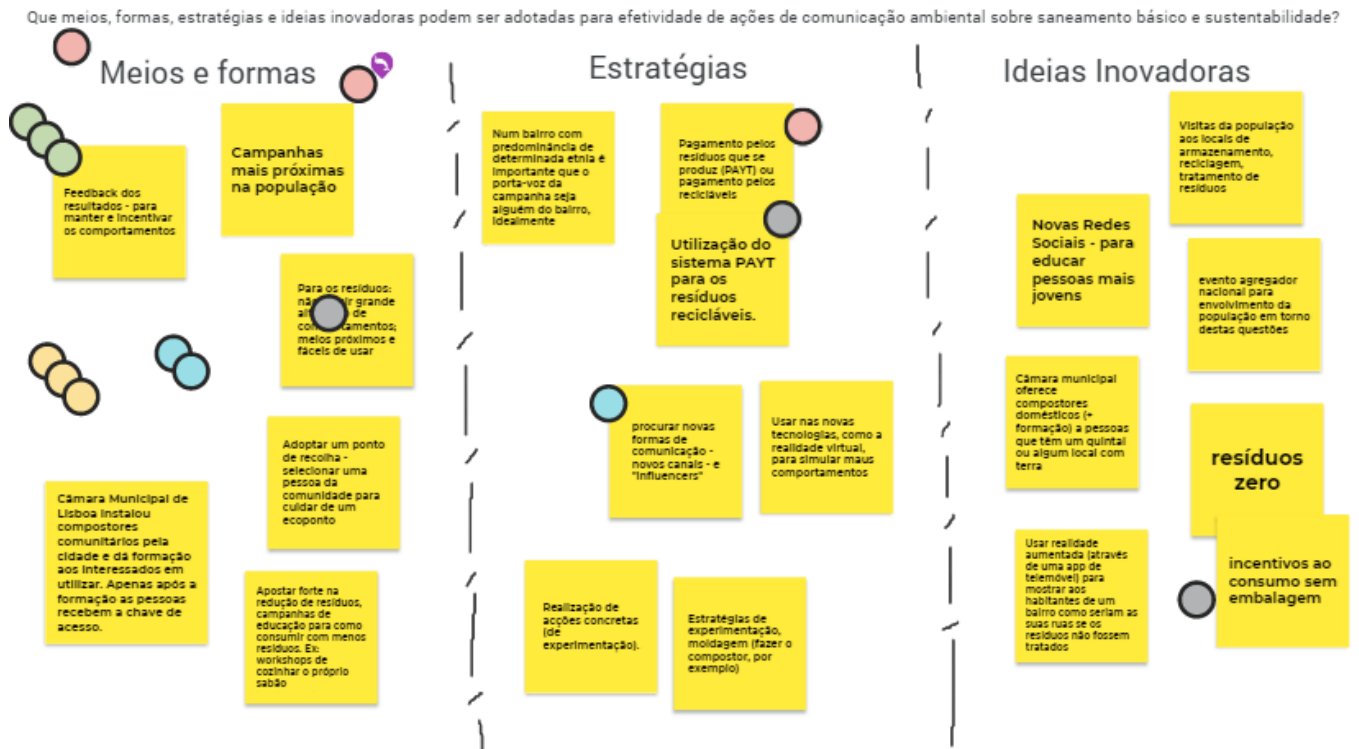 Que meios, formas, estratégias e ideias inovadoras podem ser adotadas para efetividade de ações de comunicação ambiental sobre saneamento básico e sustentabilidade?
Meios e formas
Feedback dos
resultados - para
manter e incentivar
os comportamentos
Campanhas
mais próximas
na população
Para os resíduos:
grande
de
meios próximos e
fáceis de usar
Adoptar um ponto
de recolha -
selecionar uma
pessoa da
comunidade para
cuidar de um
ecoponto
Câmara Municipal de
Lisboa instalou
compostores
comunitários pela
cidade e dá formação
aos interessados em
utilizar. Apenas após a
formação as pessoas
recebem a chave de
acesso.
Apostar forte na
redução de resíduos,
campanhas de
educação para como
consumir com menos
resíduos. Ex:
workshops de
cozinhar o próprio
sabão
Estratégias
Num bairro com
predominância de
determinada etnia é
importante que o
porta-voz da
campanha seja
alguém do bairro,
idealmente
Pagamento pelos
resíduos que se
produz (PAYT) ou
pagamento pelos
recicláveis
Utilização do
sistema PAYT
para os
resíduos
recicláveis.
procurar novas
formas de
comunicação -
novos canais - e
"influencers"
Usar nas novas
tecnologias, como a
realidade virtual,
para simular maus
comportamentos
Realização de
acções concretas
(de
experimentação).
Estratégias de
experimentação,
moldagem (fazer o
compostor, por
exemplo)
Ideias Inovadoras
Visitas da população
aos locais de
armazenamento,
reciclagem,
tratamento de
resíduos
Novas Redes
Sociais - para
educar
pessoas mais
jovens
evento agregador
nacional para
envolvimento da
população em torno
destas questões
Câmara municipal
oferece
compostores
domésticos (+
formação) a pessoas
que têm um quintal
ou algum local com
terra
resíduos
zero
incentivos ao
consumo sem
embalagem
Usar realidade
aumentada (através
de uma app de
telemóvel) para
mostrar aos
habitantes de um
bairro como seriam as
suas ruas se os
resíduos não fossem
tratados